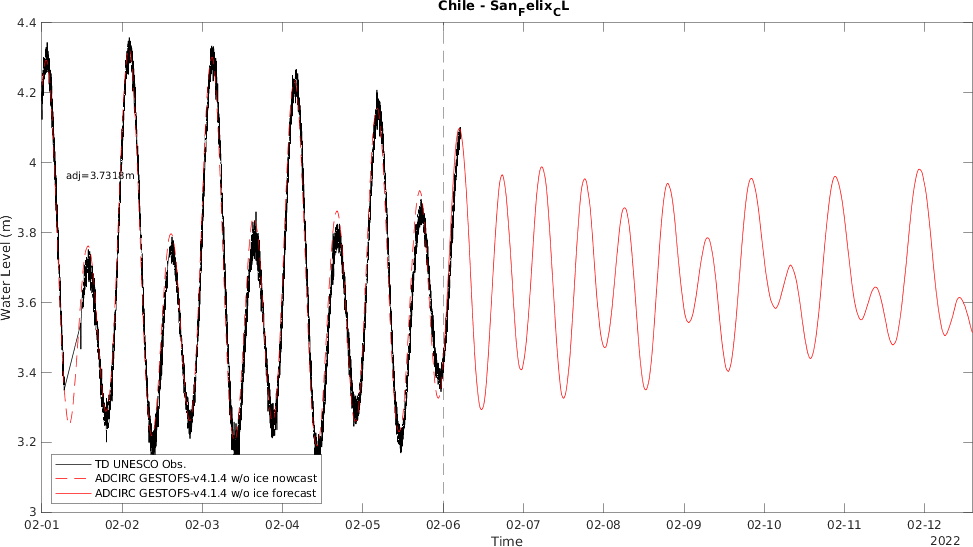 Chile - SanFelixCL
4.4
4.2
4
3.8
3.6
3.4
3.2
3
Water Level (m)
adj=3.7318m
TD UNESCO Obs.
ADCIRC GESTOFS-v4.1.4 w/o ice nowcast
ADCIRC GESTOFS-v4.1.4 w/o ice forecast
02-01 02-02 02-03 02-04 02-05 02-06 02-07 02-08 02-09 02-10 02-11 02-12
Time
2022